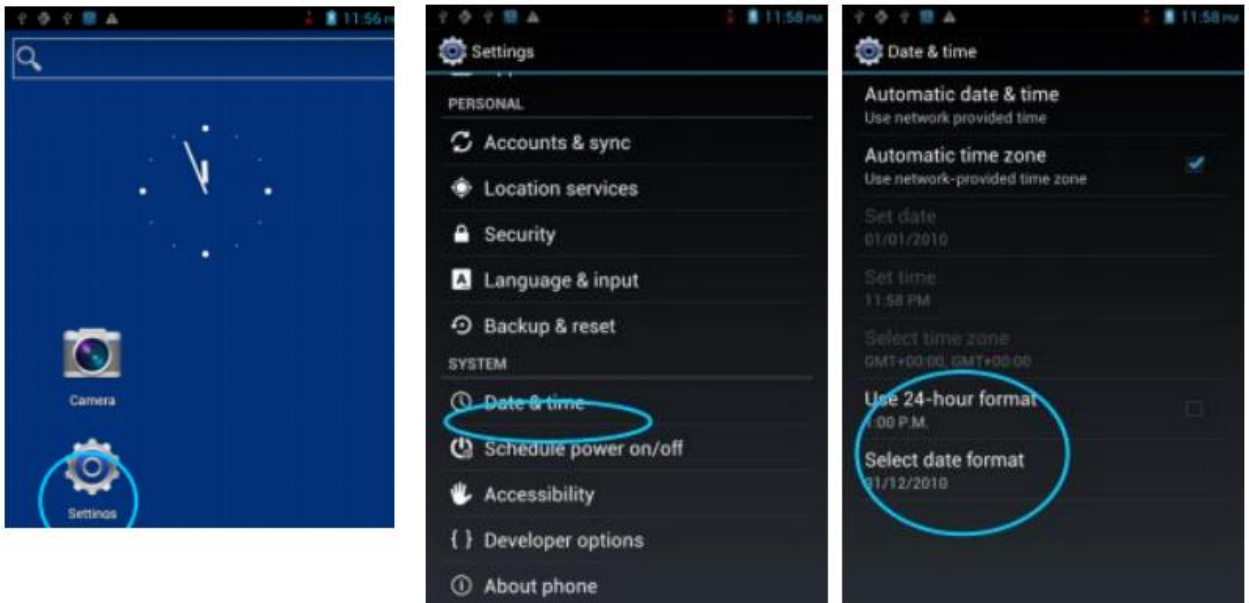 11:56 PM
Camera
Settings
11:58 PM
Settings
PERSONAL
Accounts & sync
Location services
Security
Language & input
Backup & reset
SYSTEM
Date & time
Schedule power on/off
Accessibility
{ } Developer options
About phone
11:58 PM
Date & time
Automatic date & time
Use network provided time
Automatic time zone
Use network-provided time zone
Set date
01/01/2010
Set time
11:58 PM
Select time zone
GMT+00:00, GMT+00:00
Use 24-hour format
1:00 P.M.
Select date format
31/12/2010